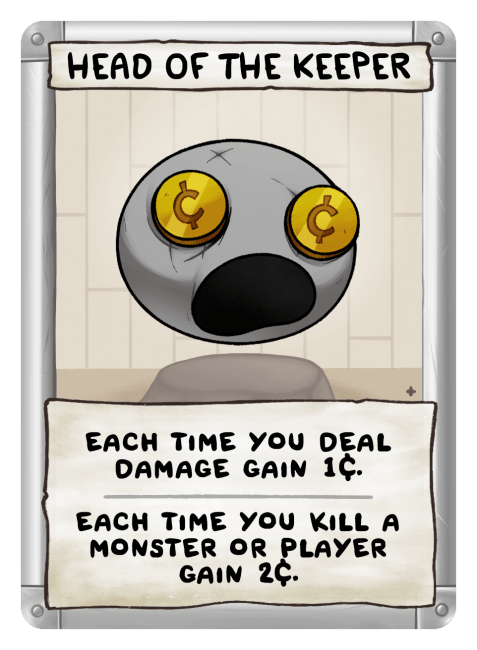 HEAD OF THE KEEPER
¢
¢
EACH TIME YOU DEAL
DAMAGE GAIN 1¢.
EACH TIME YOU KILL A
MONSTER OR PLAYER
GAIN 2¢.